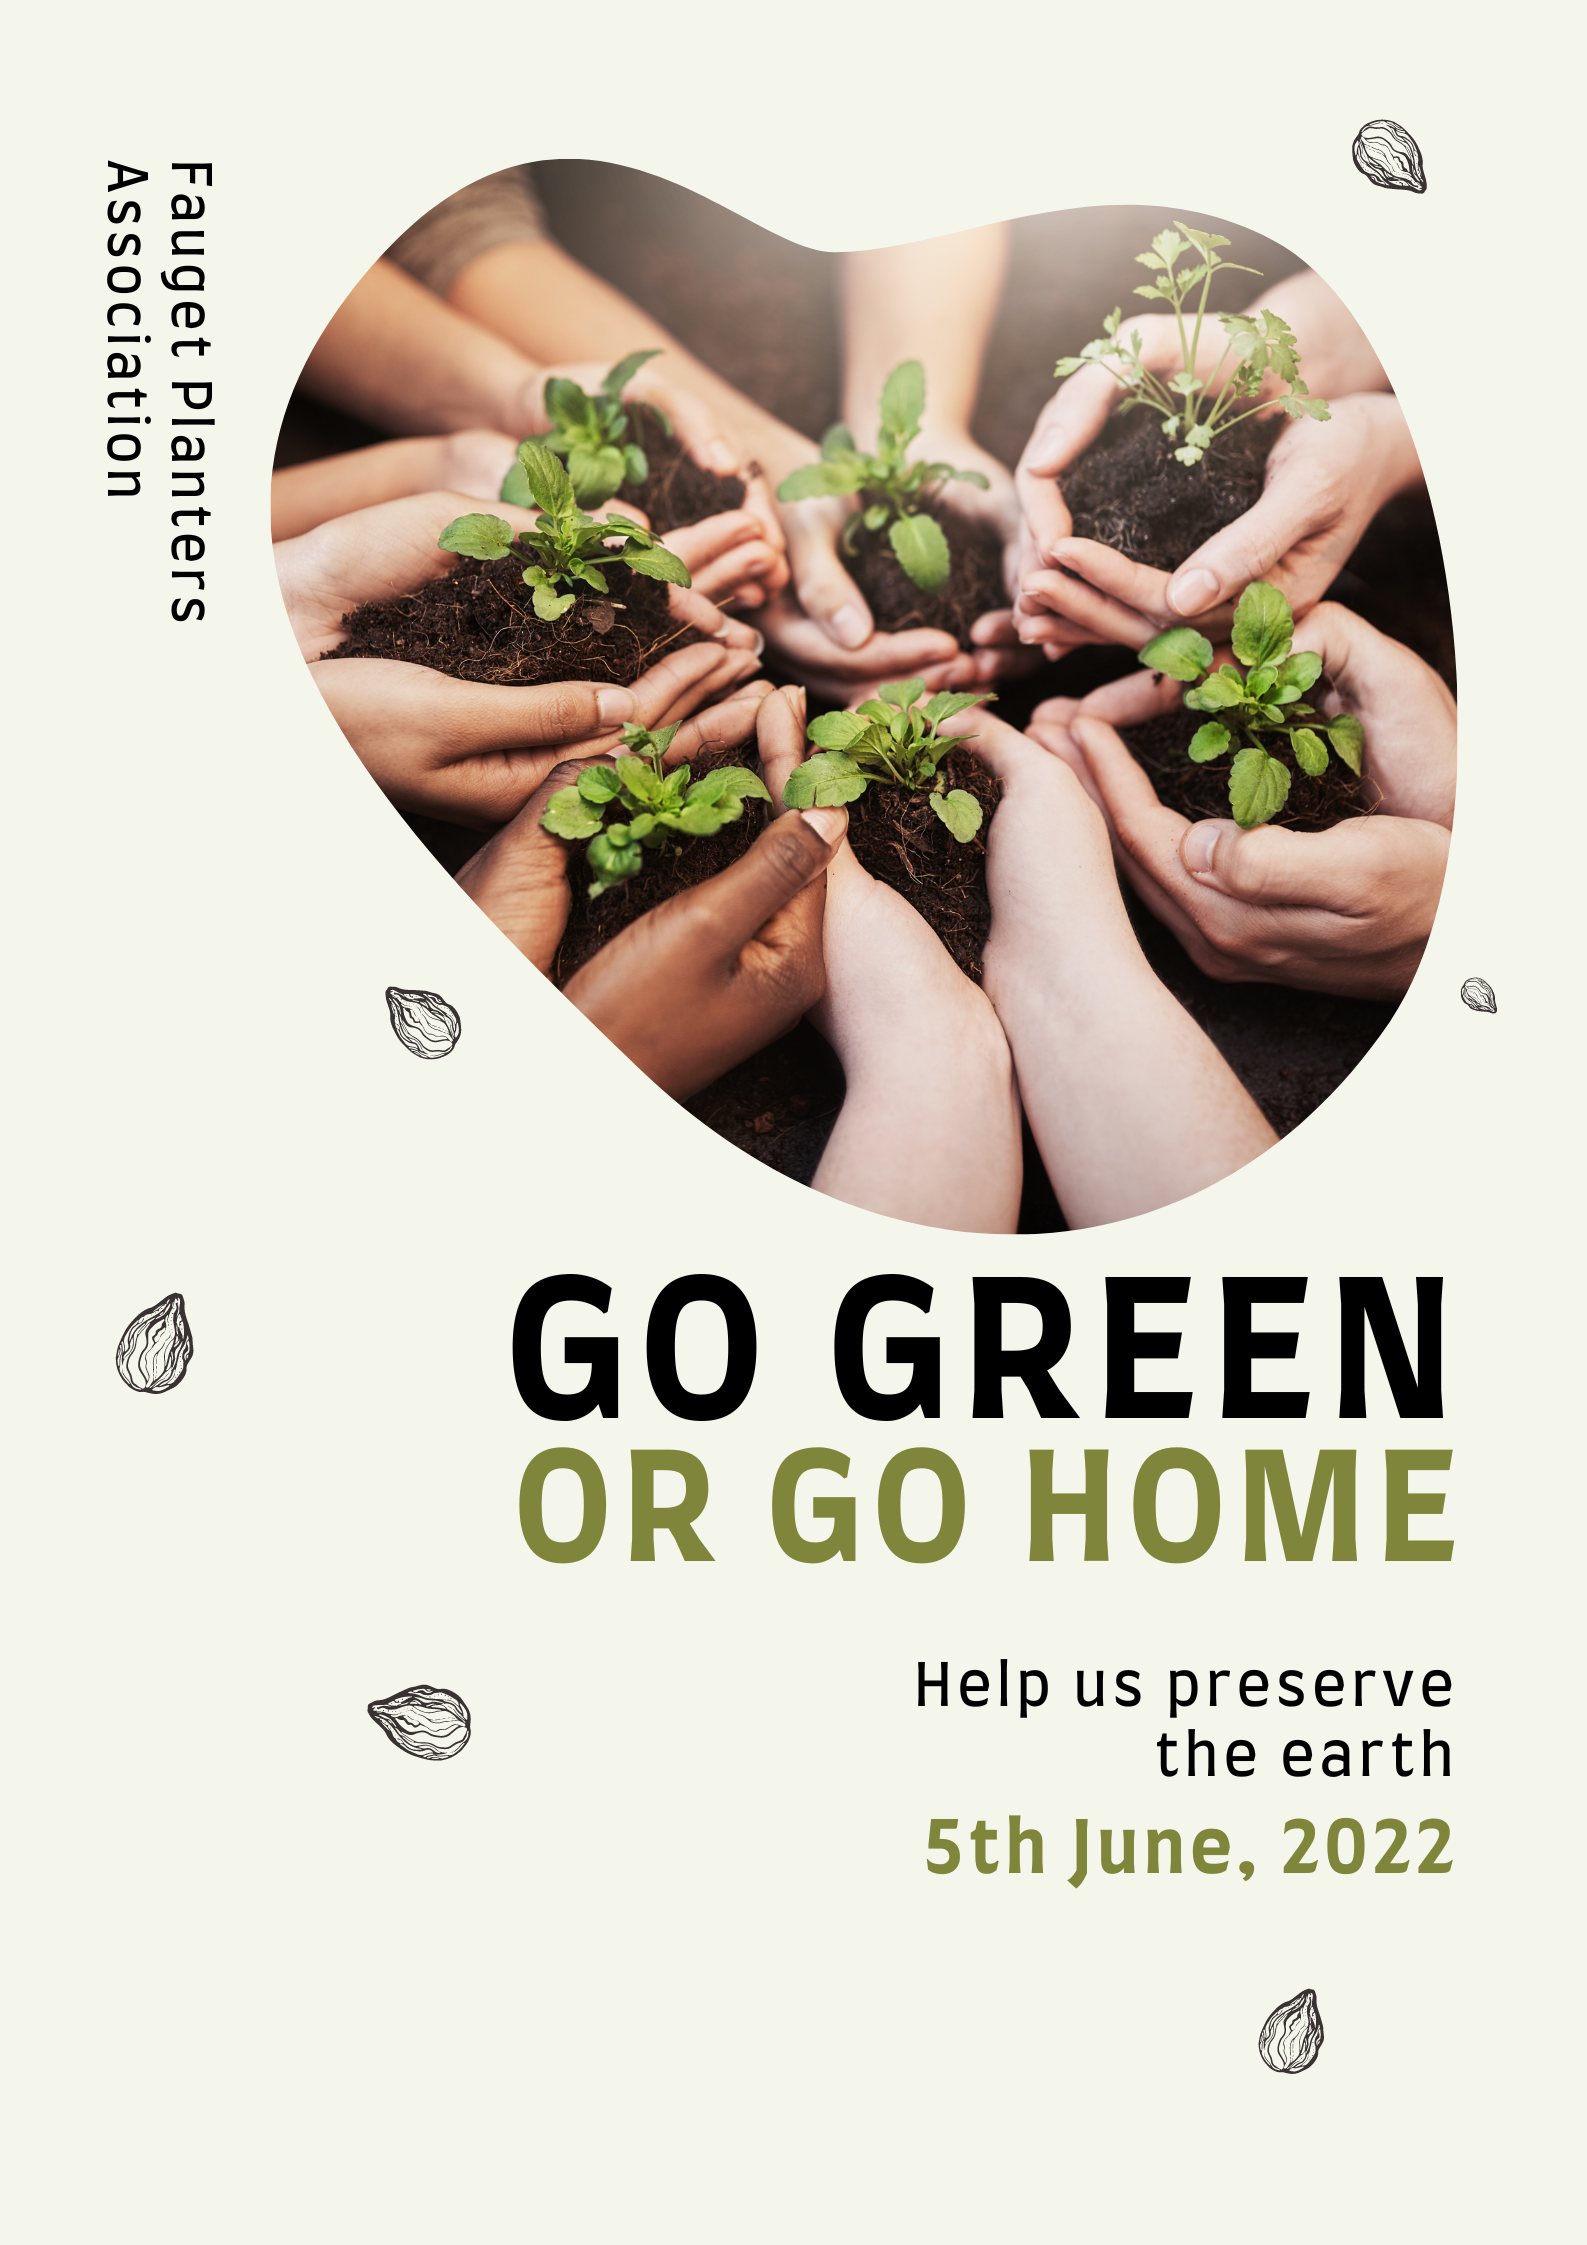 Fauget Planters
Association
GO GREEN
OR GO HOME
Help us preserve
the earth
5th June, 2022